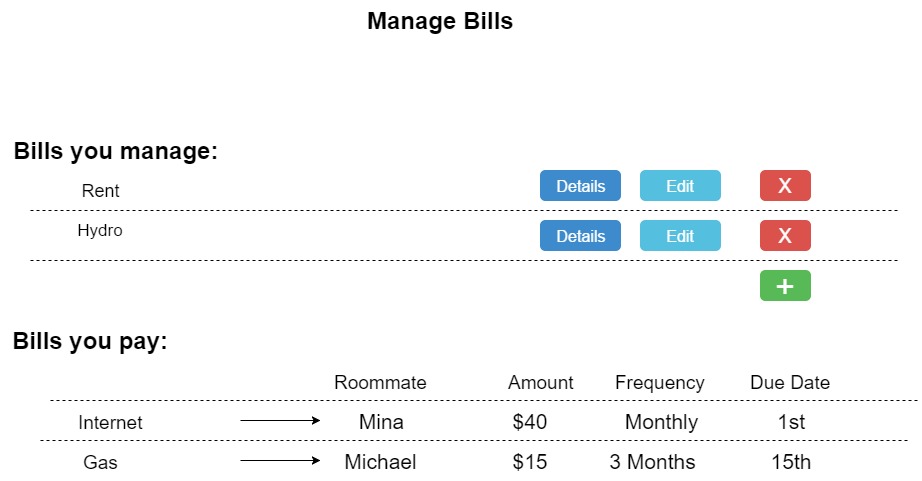 Manage Bills
Bills you manage:
Rent Details Edit X
Hydro Details Edit X
+
Bills you pay:
Roommate Amount Frequency Due Date
Internet Mina $40 Monthly 1st
Gas Michael $15 3 Months 15th